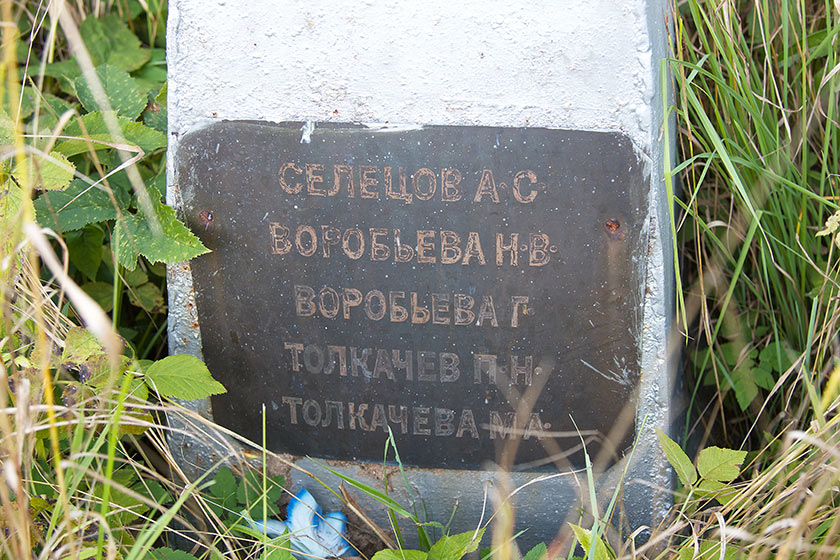 СЕЛЕЦОВ А·С·
ВОРОБЬЕВА Н·В·
ВОРОБЬЕВА Г·
ТОЛКАЧЕВ П·Н·
ТОЛКАЧЕВА М·А·